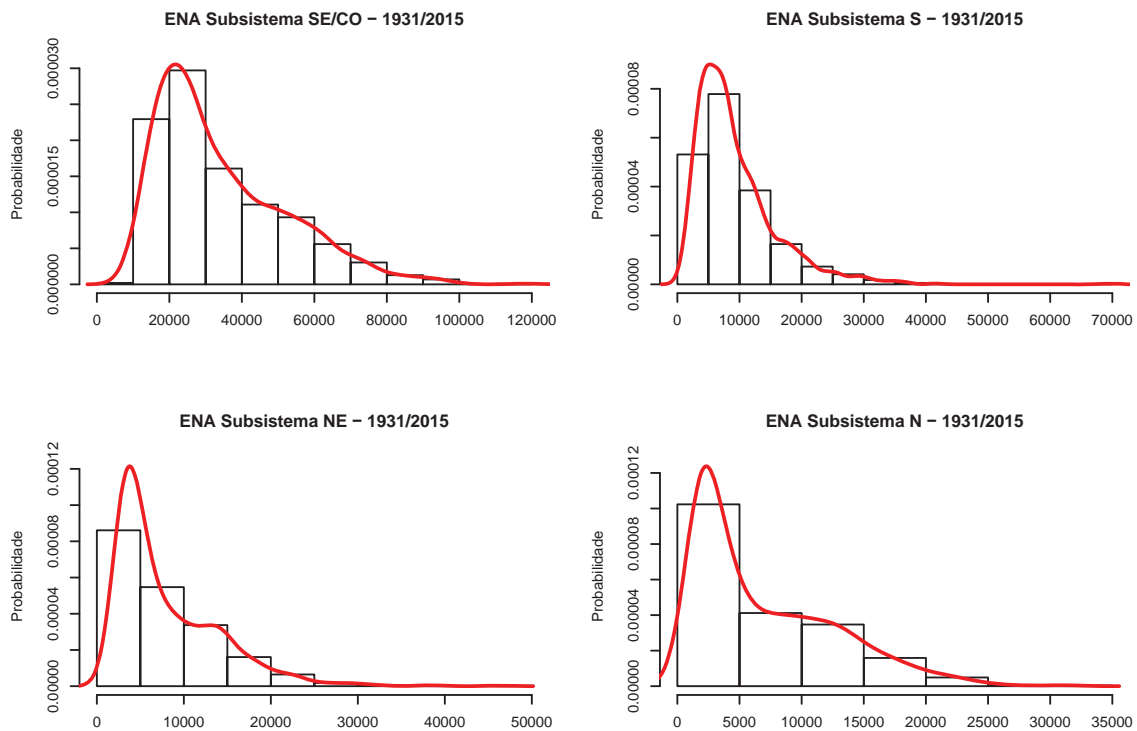 ENA Subsistema SE/CO − 1931/2015
Probabilidade
0.000000 0.000015 0.000030
0 20000 40000 60000 80000 100000 120000
ENA Subsistema S − 1931/2015
Probabilidade
0.00000 0.00004 0.00008
0 10000 20000 30000 40000 50000 60000 70000
ENA Subsistema NE − 1931/2015
Probabilidade
0.00000 0.00004 0.00008 0.00012
0 10000 20000 30000 40000 50000
ENA Subsistema N − 1931/2015
Probabilidade
0.00000 0.00004 0.00008 0.00012
0 5000 10000 15000 20000 25000 30000 35000